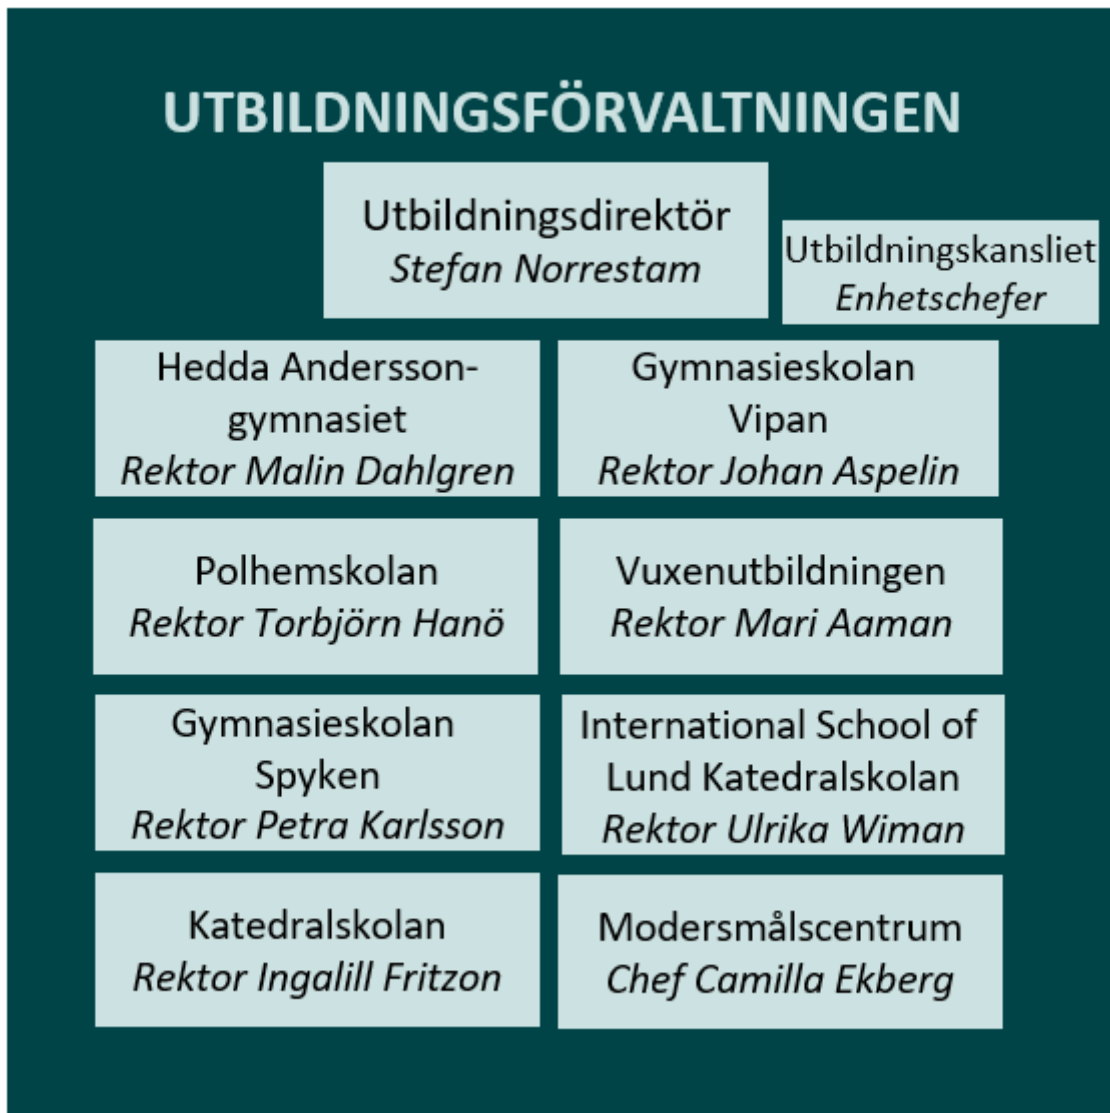 UTBILDNINGSFÖRVALTNINGEN
Utbildningsdirektör
Stefan Norrestam
Utbildningskansliet
Enhetschefer
Hedda Andersson-
gymnasiet
Rektor Malin Dahlgren
Gymnasieskolan
Vipan
Rektor Johan Aspelin
Polhemskolan
Rektor Torbjörn Hanö
Vuxenutbildningen
Rektor Mari Aaman
Gymnasieskolan
Spyken
Rektor Petra Karlsson
International School of
Lund Katedralskolan
Rektor Ulrika Wiman
Katedralskolan
Rektor Ingalill Fritzon
Modersmålscentrum
Chef Camilla Ekberg